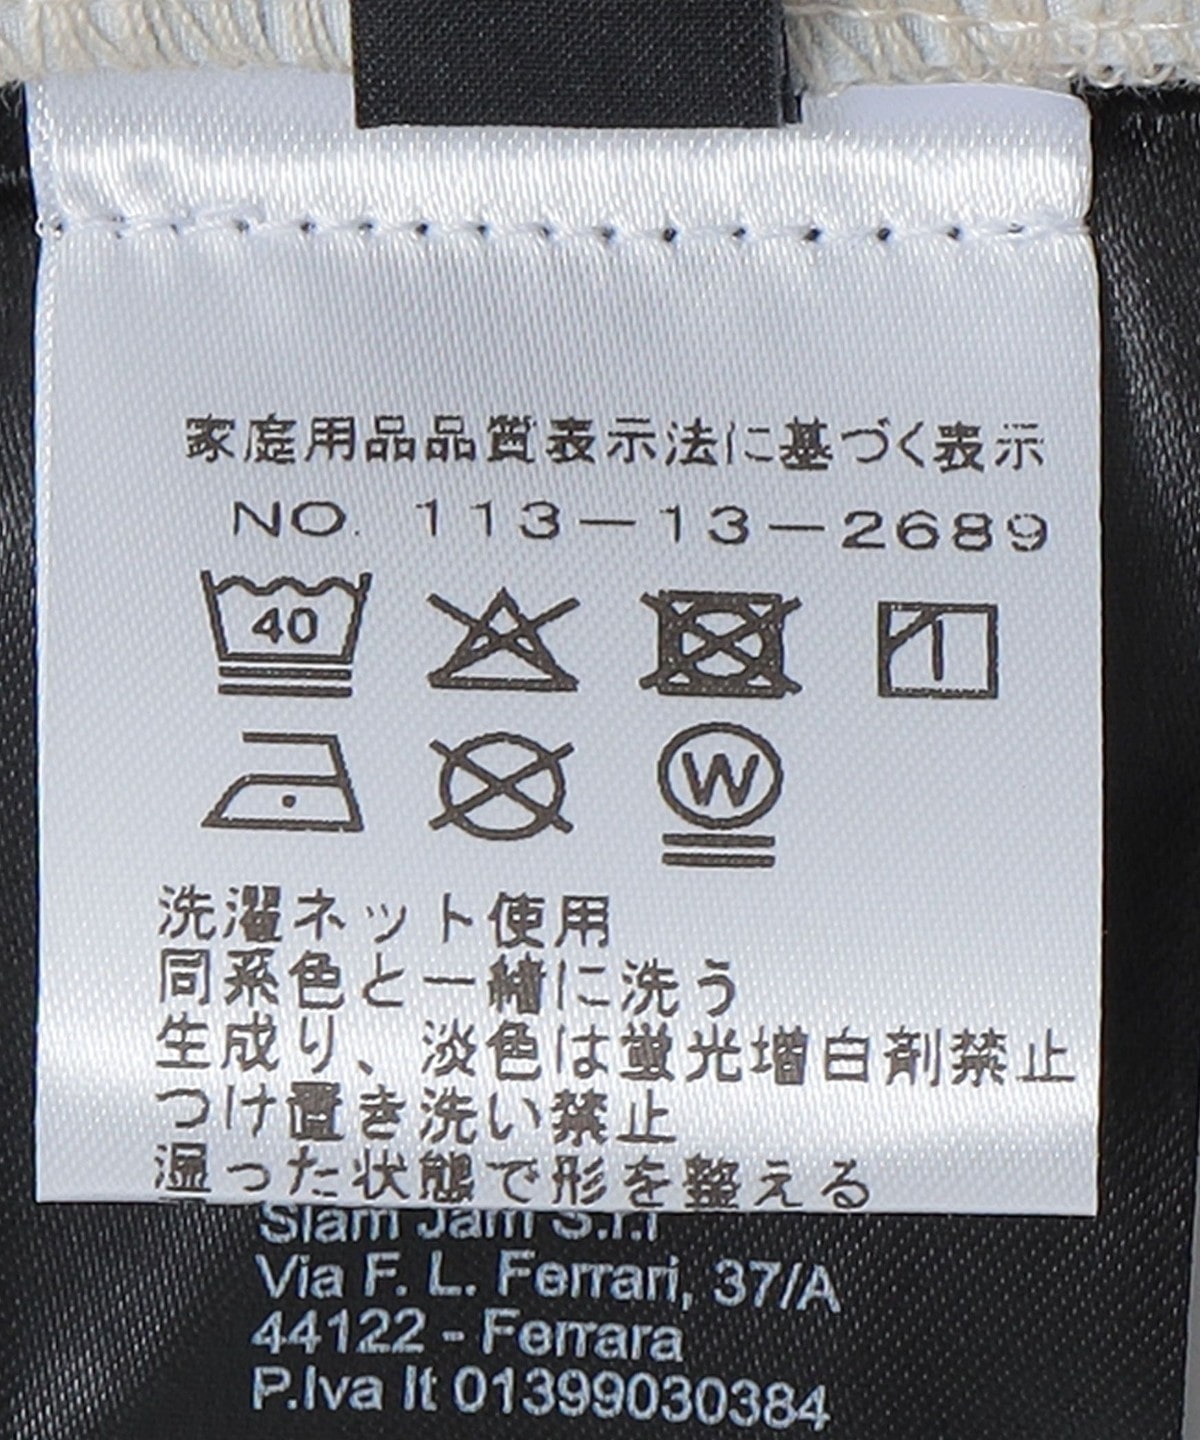 家庭用品品質表示法に基づく表示
NO. 113-13-2689
40
W
洗濯ネット使用
同系色と一緒に洗う
生成り、淡色は蛍光増白剤禁止
つけ置き洗い禁止
湿った状態で形を整える
Slam Jam S.r.l
Via F. L. Ferrari, 37/A
44122 - Ferrara
P.Iva It 01399030384